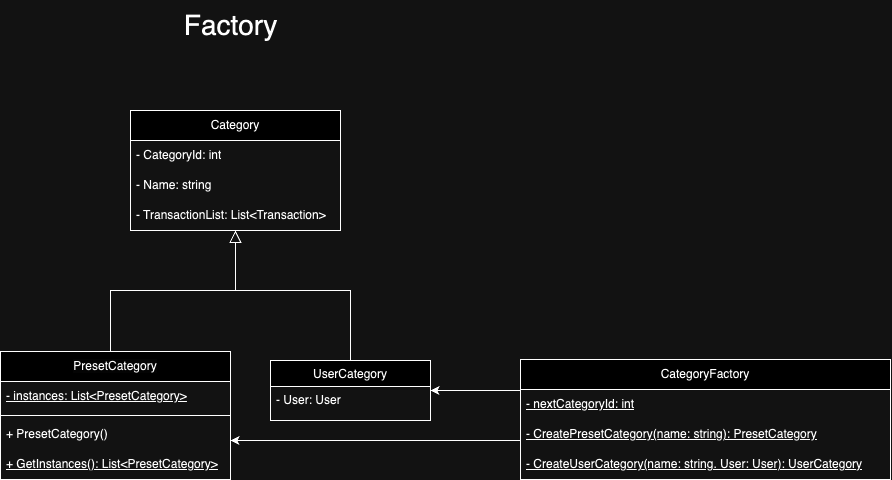 Factory
Category
- CategoryId: int
- Name: string
- TransactionList: List<Transaction>
PresetCategory
- instances: List<PresetCategory>
+ PresetCategory()
+ GetInstances(): List<PresetCategory>
UserCategory
- User: User
CategoryFactory
- nextCategoryId: int
- CreatePresetCategory(name: string): PresetCategory
- CreateUserCategory(name: string. User: User): UserCategory